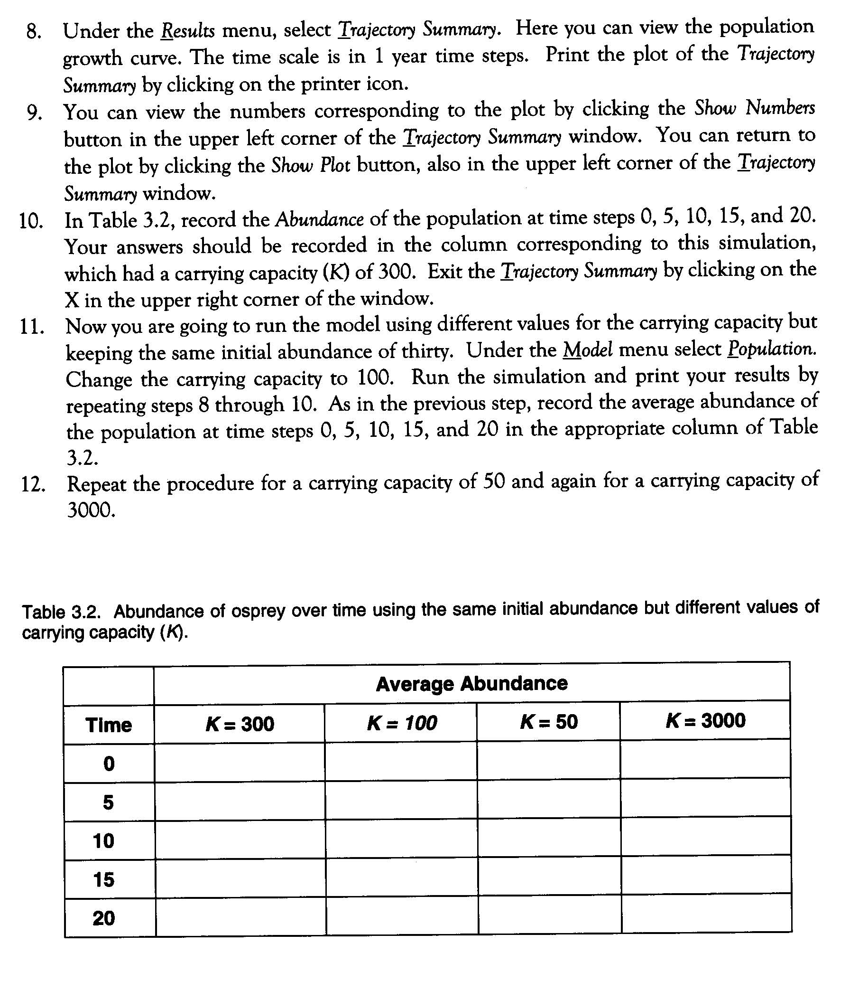 8. Under the Results menu, select Trajectory Summary. Here you can view the population
growth curve. The time scale is in 1 year time steps. Print the plot of the Trajectory
Summary by clicking on the printer icon.
9. You can view the numbers corresponding to the plot by clicking the Show Numbers
button in the upper left corner of the Trajectory Summary window. You can return to
the plot by clicking the Show Plot button, also in the upper left corner of the Trajectory
Summary window.
10. In Table 3.2, record the Abundance of the population at time steps 0, 5, 10, 15, and 20.
Your answers should be recorded in the column corresponding to this simulation,
which had a carrying capacity (K) of 300. Exit the Trajectory Summary by clicking on the
X in the upper right corner of the window.
11. Now you are going to run the model using different values for the carrying capacity but
keeping the same initial abundance of thirty. Under the Model menu select Population.
Change the carrying capacity to 100. Run the simulation and print your results by
repeating steps 8 through 10. As in the previous step, record the average abundance of
the population at time steps 0, 5, 10, 15, and 20 in the appropriate column of Table
3.2.
12. Repeat the procedure for a carrying capacity of 50 and again for a carrying capacity of
3000.
Table 3.2. Abundance of osprey over time using the same initial abundance but different values of
carrying capacity (K).
Average Abundance
Time K = 300 K = 100 K = 50 K = 3000
0
5
10
15
20